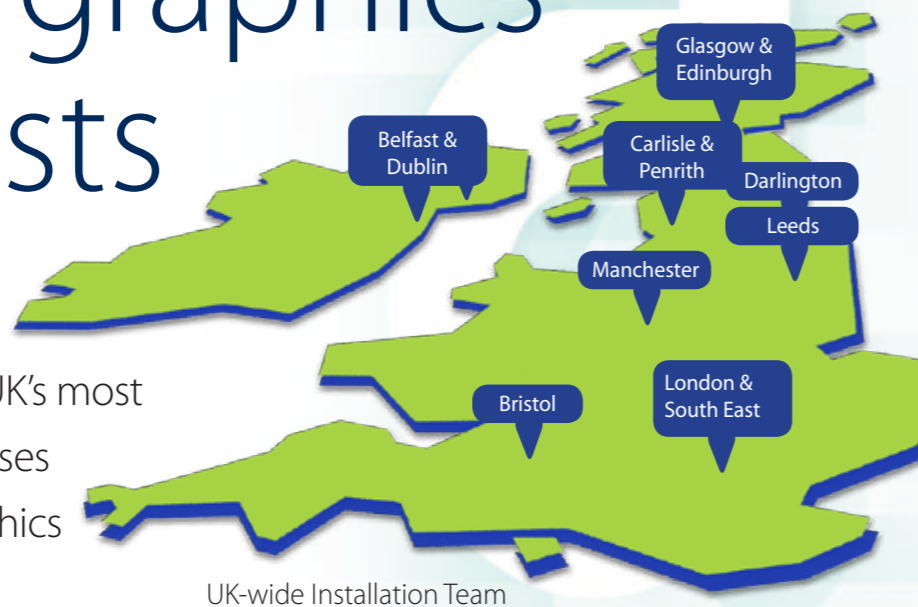 graphics
sts
UK's most
ses
hics
Glasgow &
Edinburgh
Belfast &
Dublin
Carlisle &
Penrith
Darlington
Leeds
Manchester
Bristol
London &
South East
UK-wide Installation Team